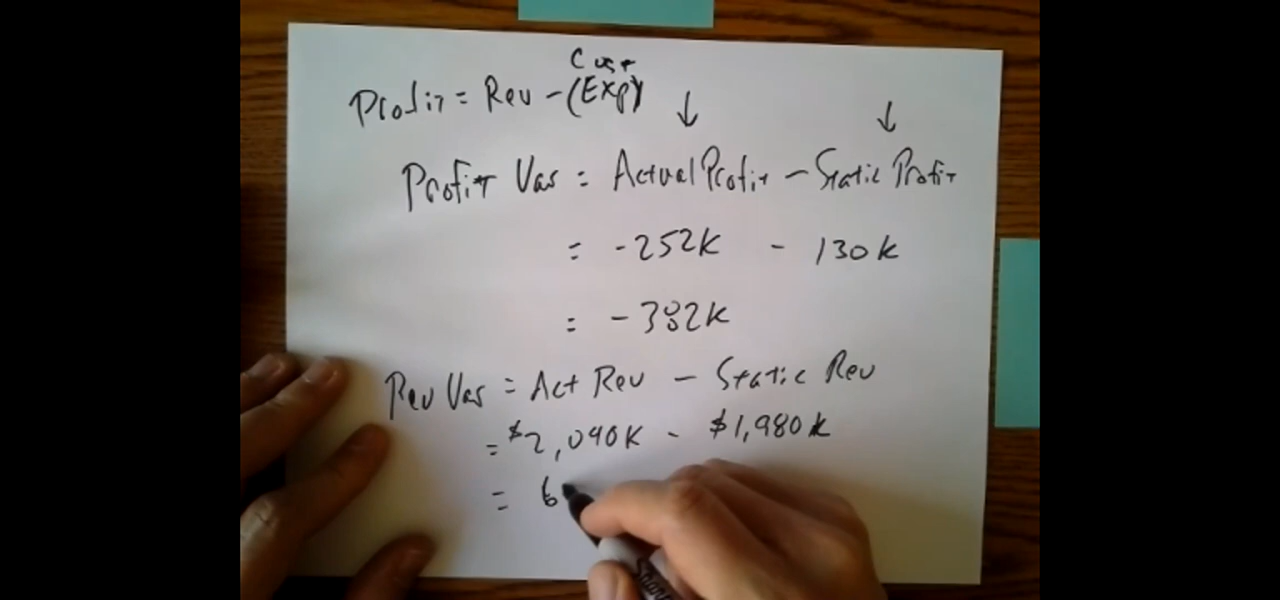 Cost
Profit = Rev - (Exp)
Profit Var = Actual Profit - Static Profit
= -252K - 130K
= -382K
Rev Var = Act Rev - Static Rev
= $2,040K - $1,980K
= 6
Sharp